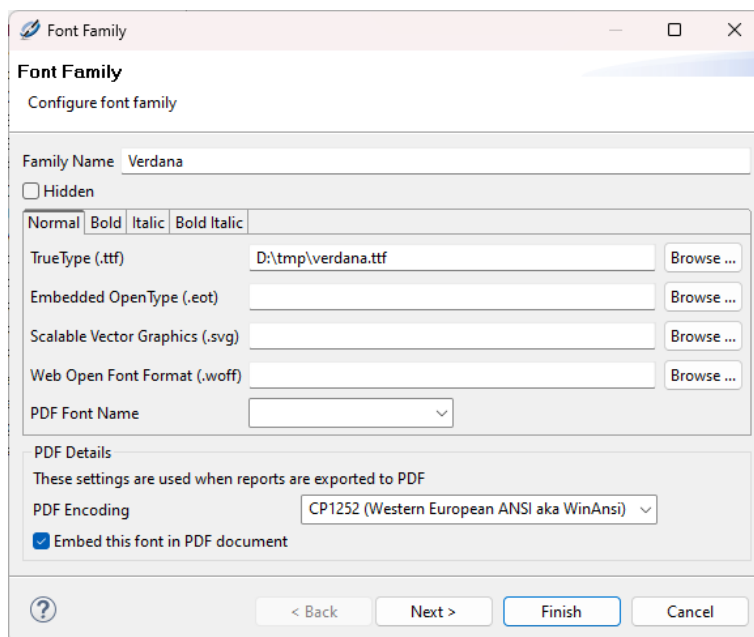 Font Family
Font Family
Configure font family
Family Name Verdana
Hidden
Normal Bold Italic Bold Italic
TrueType (.ttf) D:\tmp\verdana.ttf Browse ...
Embedded OpenType (.eot) Browse ...
Scalable Vector Graphics (.svg) Browse ...
Web Open Font Format (.woff) Browse ...
PDF Font Name
PDF Details
These settings are used when reports are exported to PDF
PDF Encoding CP1252 (Western European ANSI aka WinAnsi)
Embed this font in PDF document
? < Back Next > Finish Cancel